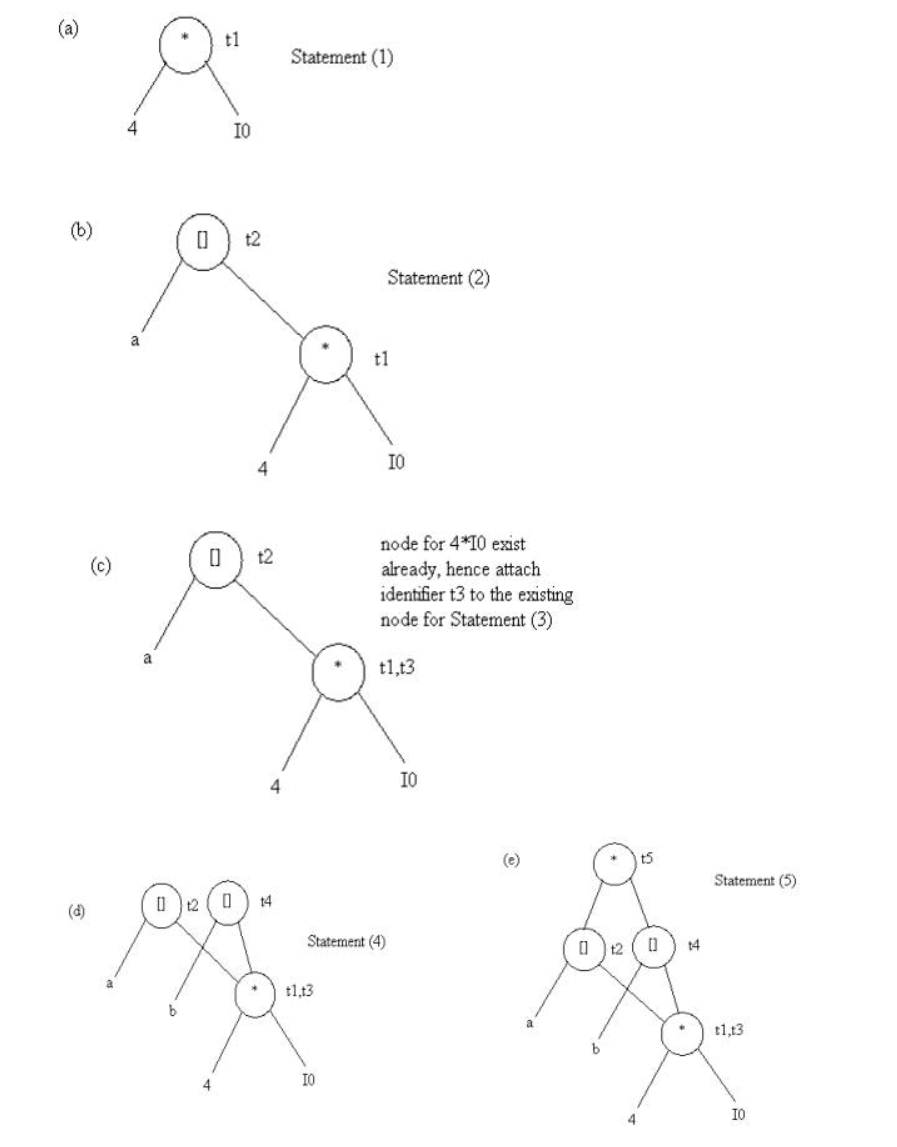 (a)
* t1
Statement (1)
4 I0
(b)
[] t2
Statement (2)
a
* t1
4 I0
(c)
[] t2
node for 4*I0 exist
already, hence attach
identifier t3 to the existing
node for Statement (3)
a
* t1,t3
4 I0
(d)
[] t2 [] t4
Statement (4)
a
b
* t1,t3
4 I0
(e)
* t5
Statement (5)
[] t2 [] t4
a
b
* t1,t3
4 I0